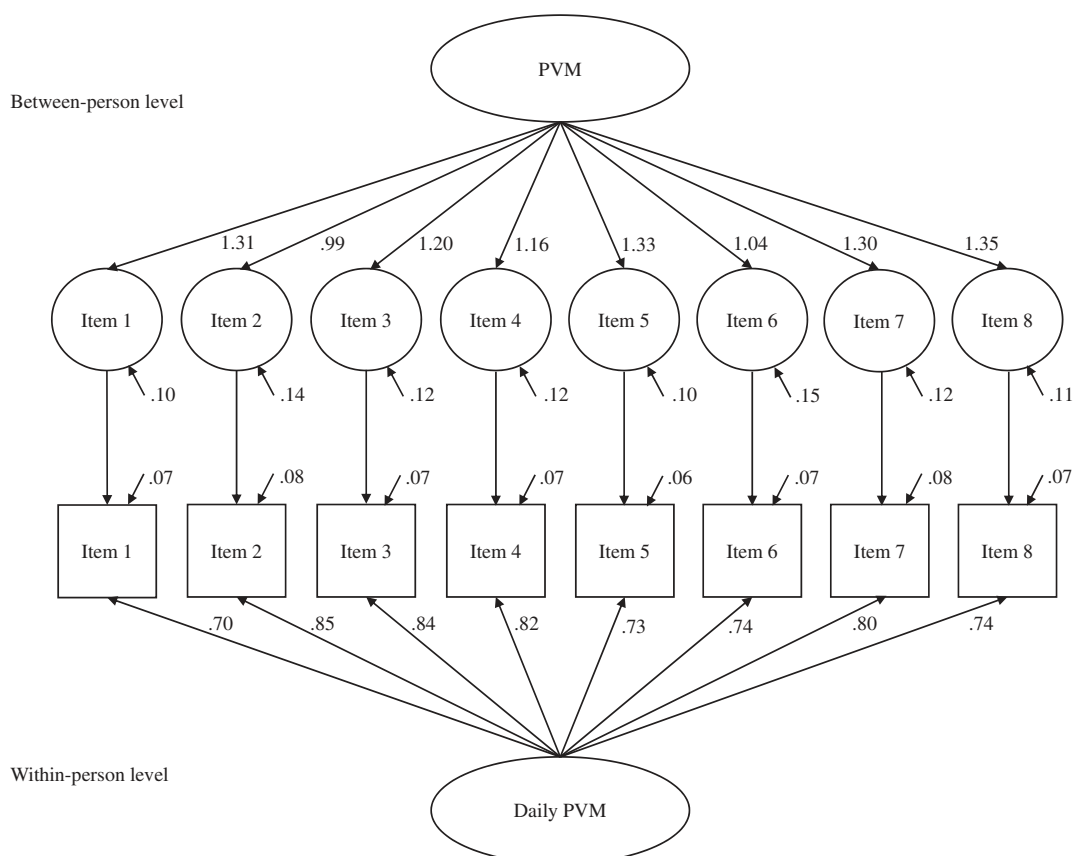 PVM
Between-person level
1.31 .99 1.20 1.16 1.33 1.04 1.30 1.35
Item 1 Item 2 Item 3 Item 4 Item 5 Item 6 Item 7 Item 8
.10 .14 .12 .12 .10 .15 .12 .11
.07 .08 .07 .07 .06 .07 .08 .07
Item 1 Item 2 Item 3 Item 4 Item 5 Item 6 Item 7 Item 8
.70 .85 .84 .82 .73 .74 .80 .74
Within-person level
Daily PVM